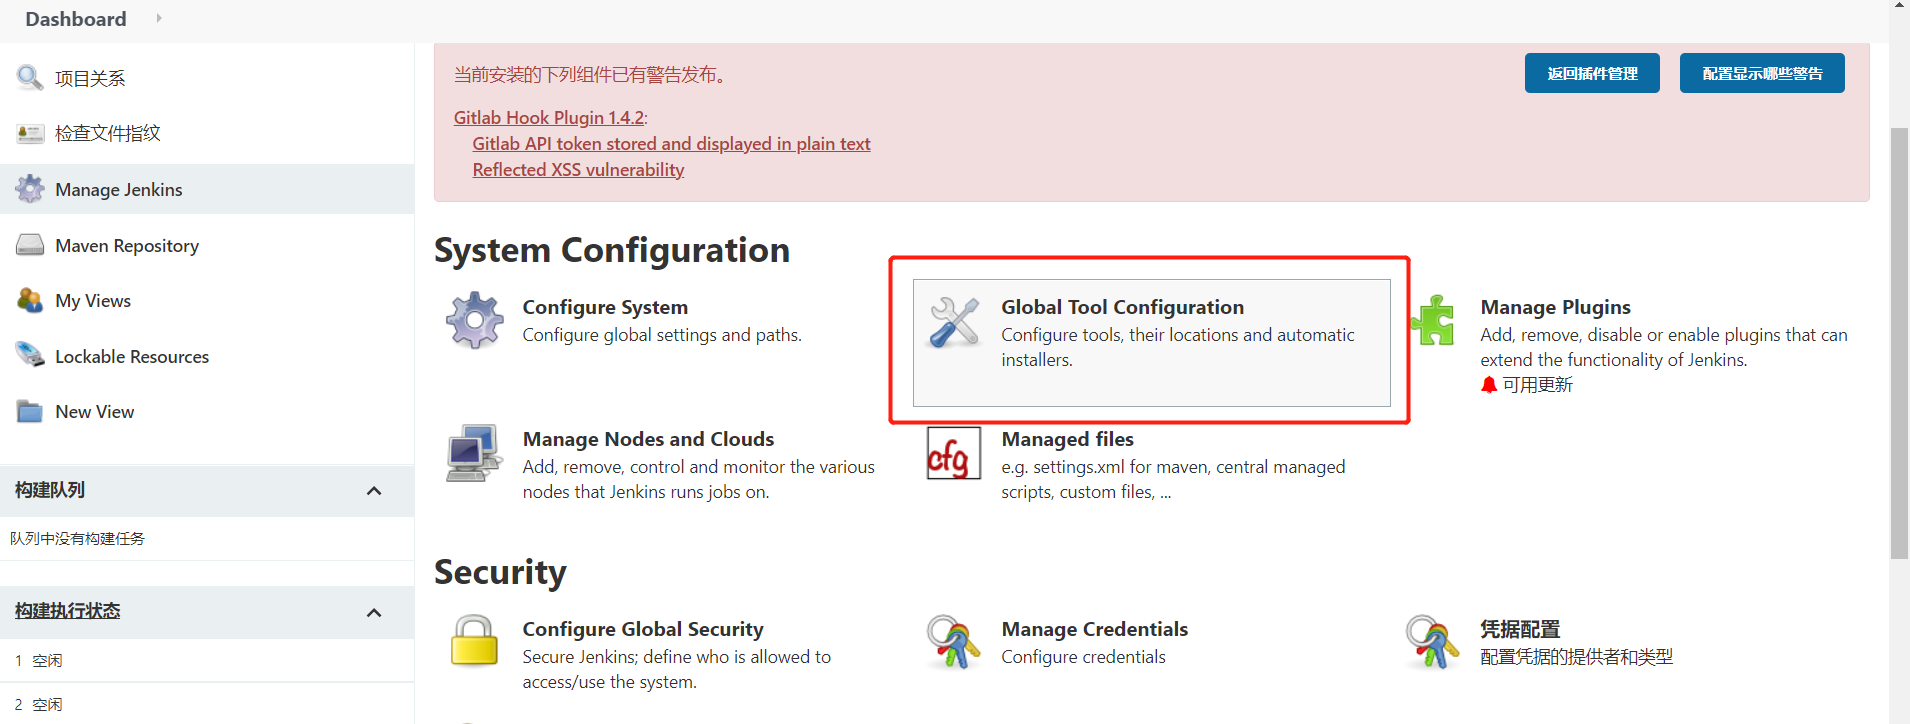 Dashboard
项目关系
检查文件指纹
Manage Jenkins
Maven Repository
My Views
Lockable Resources
New View
构建队列
队列中没有构建任务
构建执行状态
1 空闲
2 空闲
当前安装的下列组件已有警告发布。
返回插件管理
配置显示哪些警告
Gitlab Hook Plugin 1.4.2:
Gitlab API token stored and displayed in plain text
Reflected XSS vulnerability
System Configuration
Configure System
Configure global settings and paths.
Global Tool Configuration
Configure tools, their locations and automatic
installers.
Manage Plugins
Add, remove, disable or enable plugins that can
extend the functionality of Jenkins.
可用更新
Manage Nodes and Clouds
Add, remove, control and monitor the various
nodes that Jenkins runs jobs on.
cfg
Managed files
e.g. settings.xml for maven, central managed
scripts, custom files, ...
Security
Configure Global Security
Secure Jenkins; define who is allowed to
access/use the system.
Manage Credentials
Configure credentials
凭据配置
配置凭据的提供者和类型